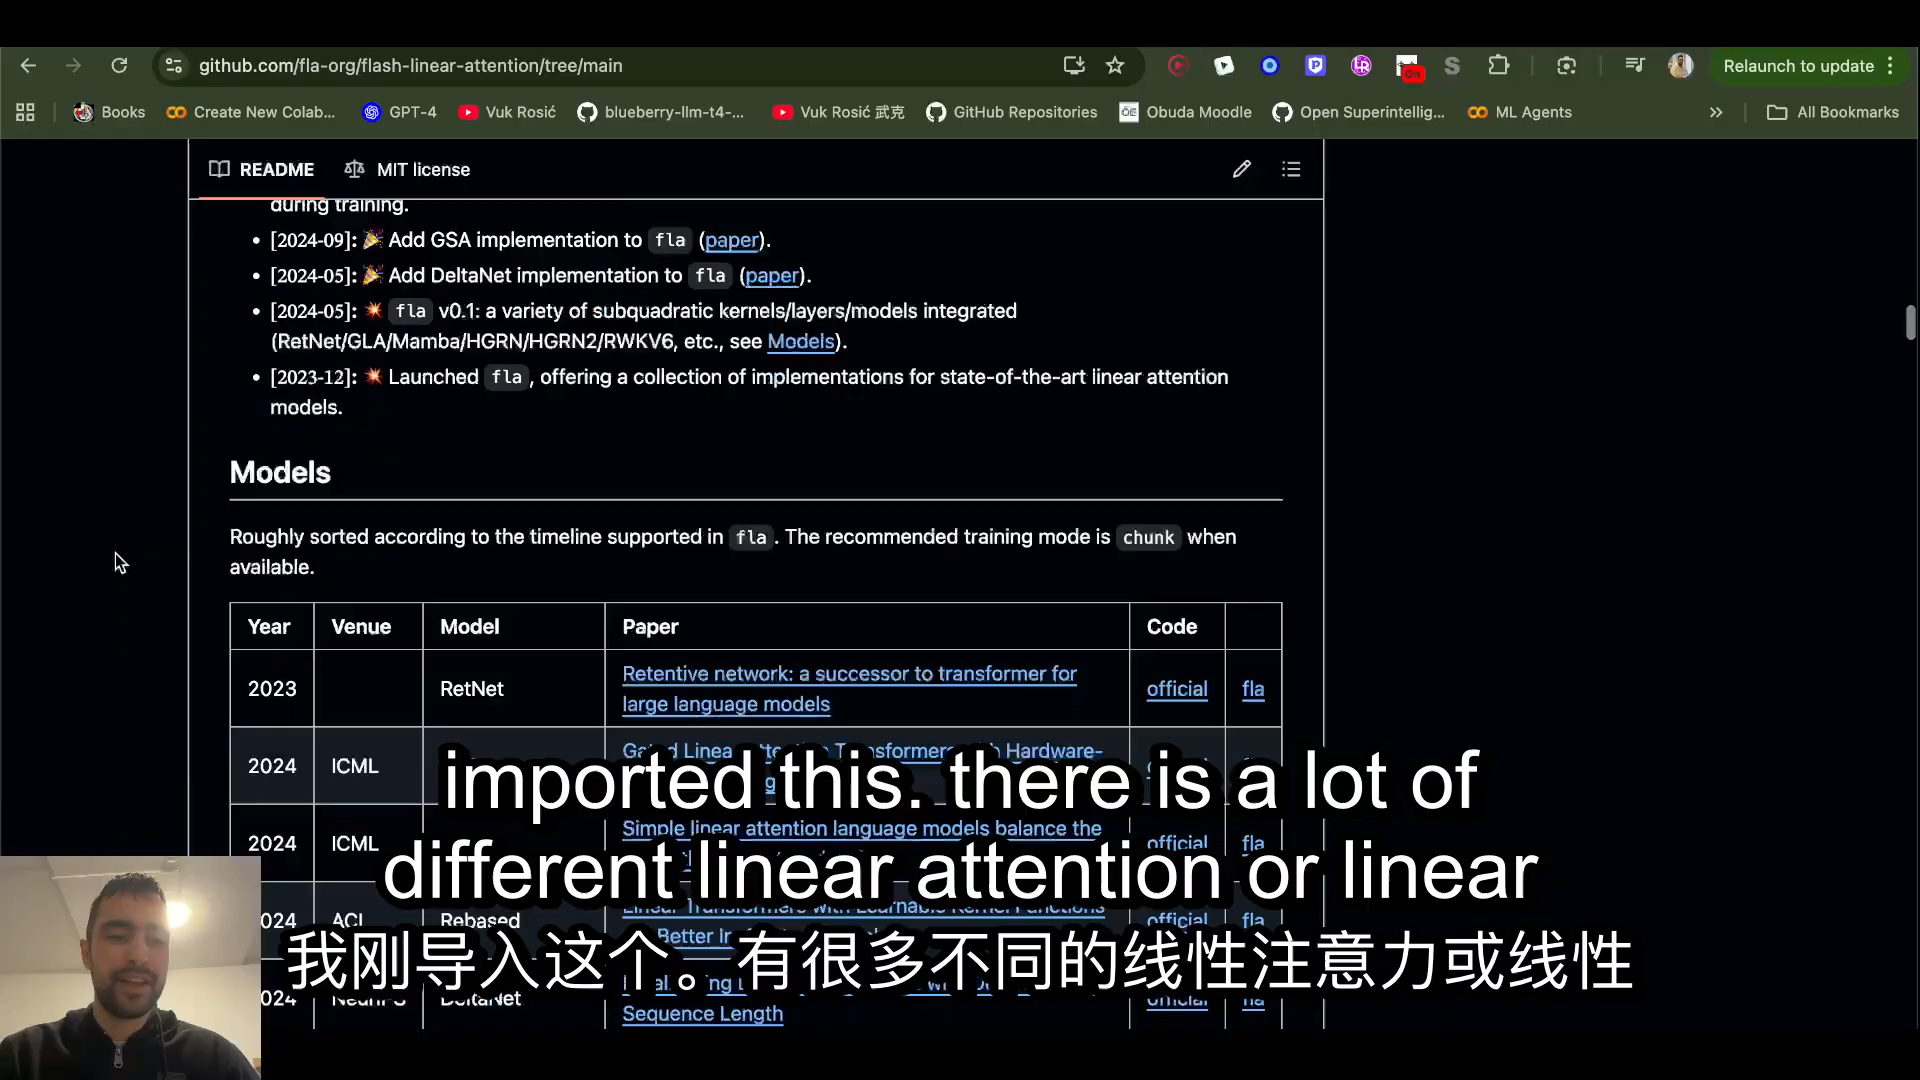 github.com/fla-org/flash-linear-attention/tree/main
On
Relaunch to update
Books
Create New Colab...
GPT-4
Vuk Rosić
blueberry-llm-t4-...
Vuk Rosić 武克
GitHub Repositories
Obuda Moodle
Open Superintellig...
ML Agents
All Bookmarks
README
MIT license
during training.
• [2024-09]: 🎉 Add GSA implementation to fla (paper).
• [2024-05]: 🎉 Add DeltaNet implementation to fla (paper).
• [2024-05]: 💥 fla v0.1: a variety of subquadratic kernels/layers/models integrated
(RetNet/GLA/Mamba/HGRN/HGRN2/RWKV6, etc., see Models).
• [2023-12]: 💥 Launched fla, offering a collection of implementations for state-of-the-art linear attention
models.
Models
Roughly sorted according to the timeline supported in fla. The recommended training mode is chunk when
available.
Year Venue Model Paper Code
2023 RetNet Retentive network: a successor to transformer for official fla
large language models
2024 ICML
Simple linear attention language models balance the
2024 ICML official fla
ACL Rebased official fla
Better
DeltaNet official fla
Sequence Length
imported this. there is a lot of
different linear attention or linear
我刚导入这个。有很多不同的线性注意力或线性